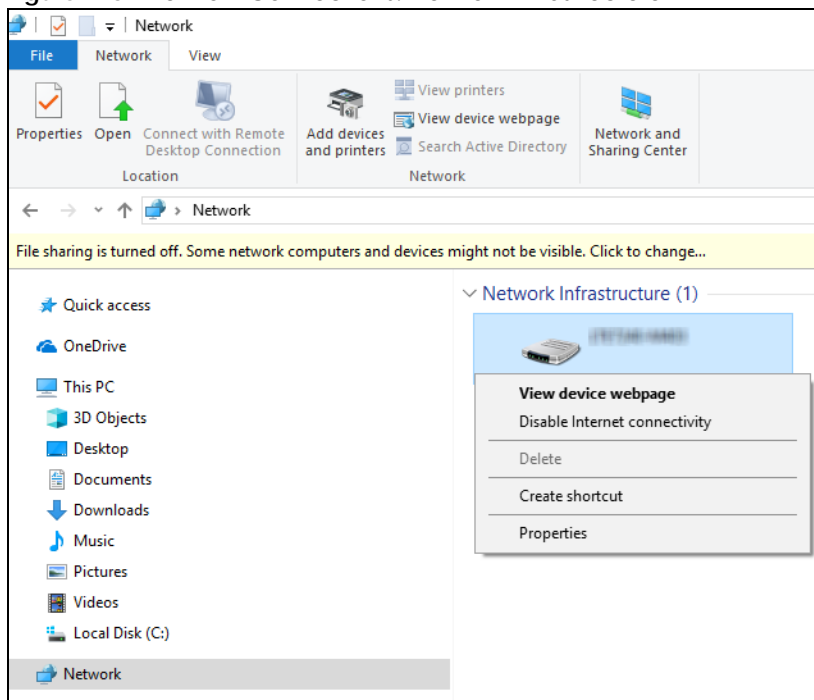 Network
File Network View
Properties Open Connect with Remote Desktop Connection
Location
Add devices and printers
View printers
View device webpage
Search Active Directory
Network
Network and Sharing Center
Network
File sharing is turned off. Some network computers and devices might not be visible. Click to change...
Quick access
OneDrive
This PC
3D Objects
Desktop
Documents
Downloads
Music
Pictures
Videos
Local Disk (C:)
Network
Network Infrastructure (1)
View device webpage
Disable Internet connectivity
Delete
Create shortcut
Properties